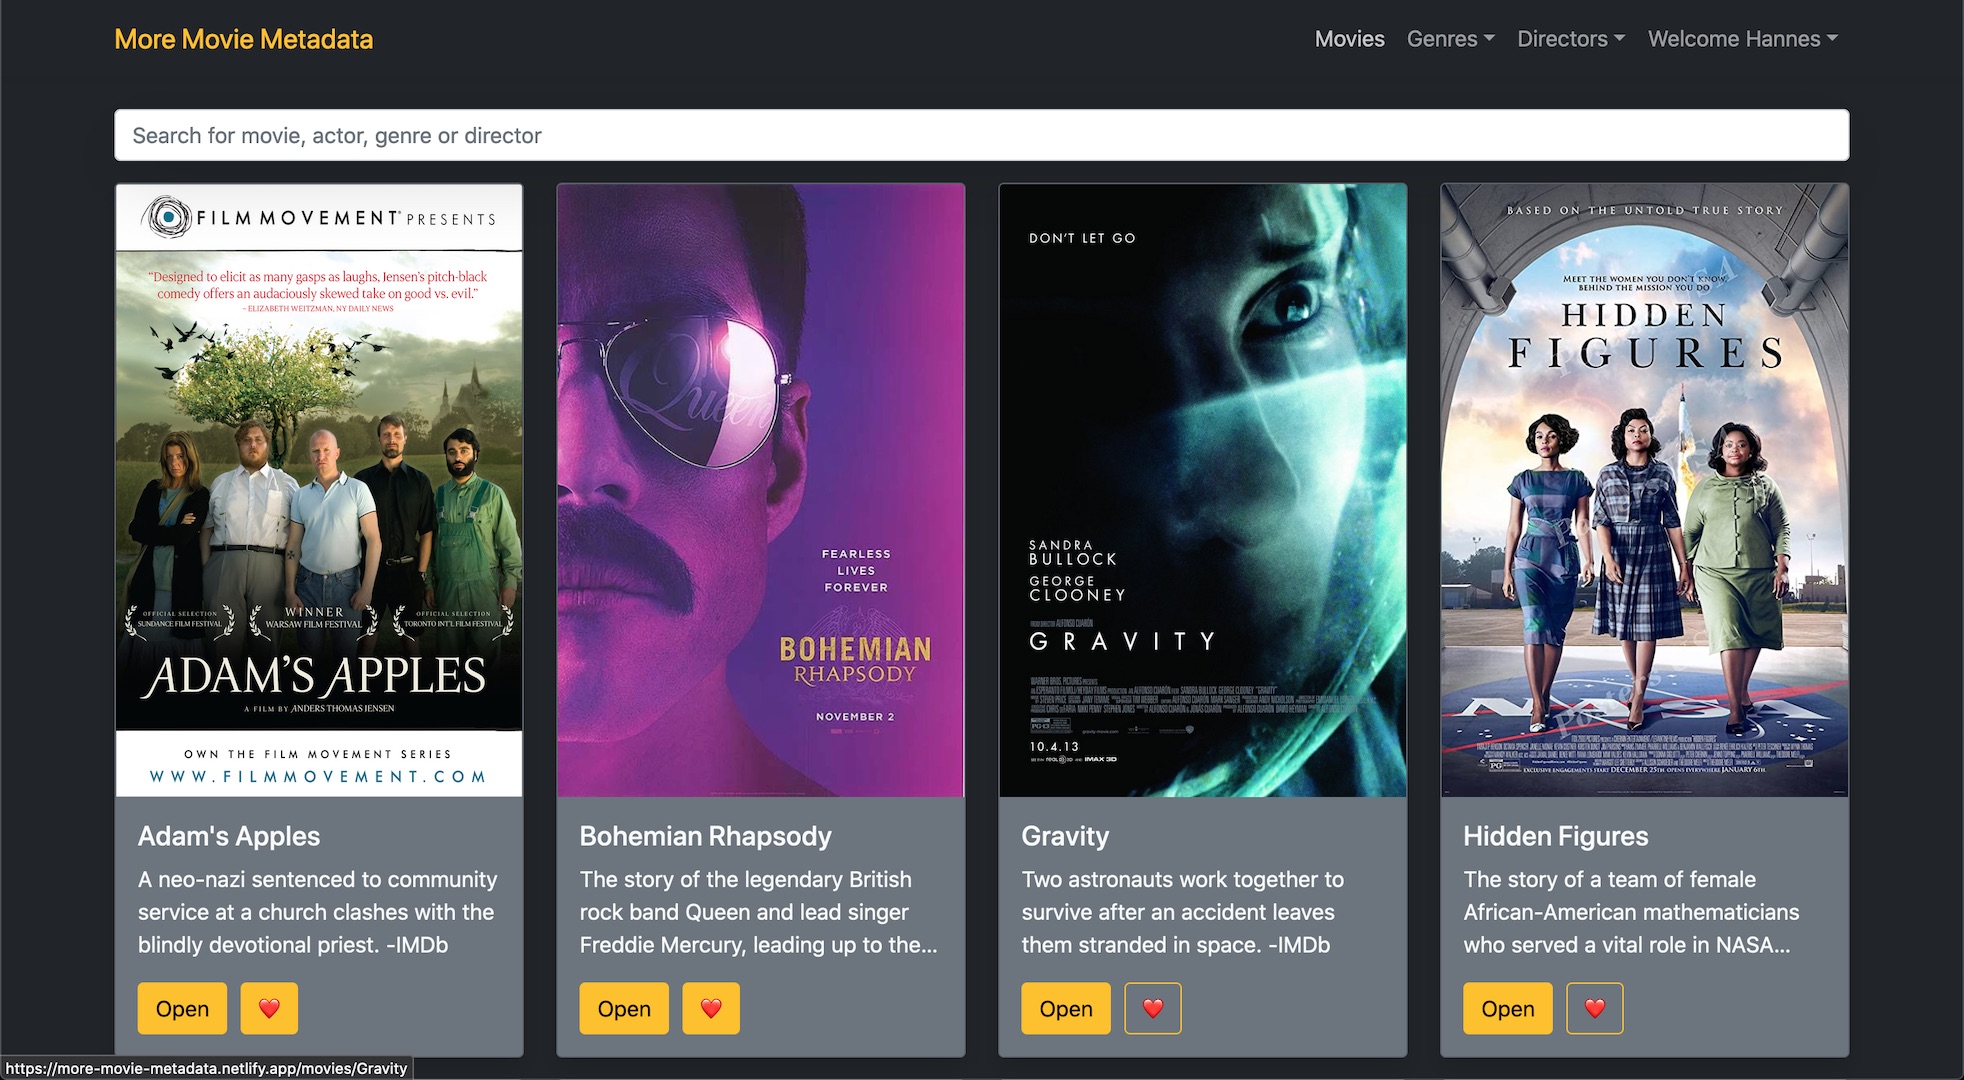 More Movie Metadata
Movies Genres Directors Welcome Hannes
Search for movie, actor, genre or director
FILM MOVEMENT PRESENTS
"Designed to elicit as many gasps as laughs, Jensen's pitch-black
comedy offers an audaciously skewed take on good vs. evil."
- ELIZABETH WEITZMAN, NY DAILY NEWS
OFFICIAL SELECTION
SUNDANCE FILM FESTIVAL
WINNER
WARSAW FILM FESTIVAL
OFFICIAL SELECTION
TORONTO INT'L FILM FESTIVAL
ADAM'S APPLES
A FILM BY ANDERS THOMAS JENSEN
OWN THE FILM MOVEMENT SERIES
WWW.FILMMOVEMENT.COM
Queen
FEARLESS
LIVES
FOREVER
BOHEMIAN
RHAPSODY
NOVEMBER 2
DON'T LET GO
SANDRA
BULLOCK
GEORGE
CLOONEY
GRAVITY
10.4.13
REAL D 3D AND IMAX 3D
BASED ON THE UNTOLD TRUE STORY
MEET THE WOMEN YOU DON'T KNOW,
BEHIND THE MISSION YOU DO
HIDDEN
FIGURES
NASA
EXCLUSIVE ENGAGEMENTS START DECEMBER 25TH OPENS EVERYWHERE JANUARY 6TH
Adam's Apples
A neo-nazi sentenced to community
service at a church clashes with the
blindly devotional priest. -IMDb
Open
Bohemian Rhapsody
The story of the legendary British
rock band Queen and lead singer
Freddie Mercury, leading up to the...
Open
Gravity
Two astronauts work together to
survive after an accident leaves
them stranded in space. -IMDb
Open
Hidden Figures
The story of a team of female
African-American mathematicians
who served a vital role in NASA...
Open
https://more-movie-metadata.netlify.app/movies/Gravity